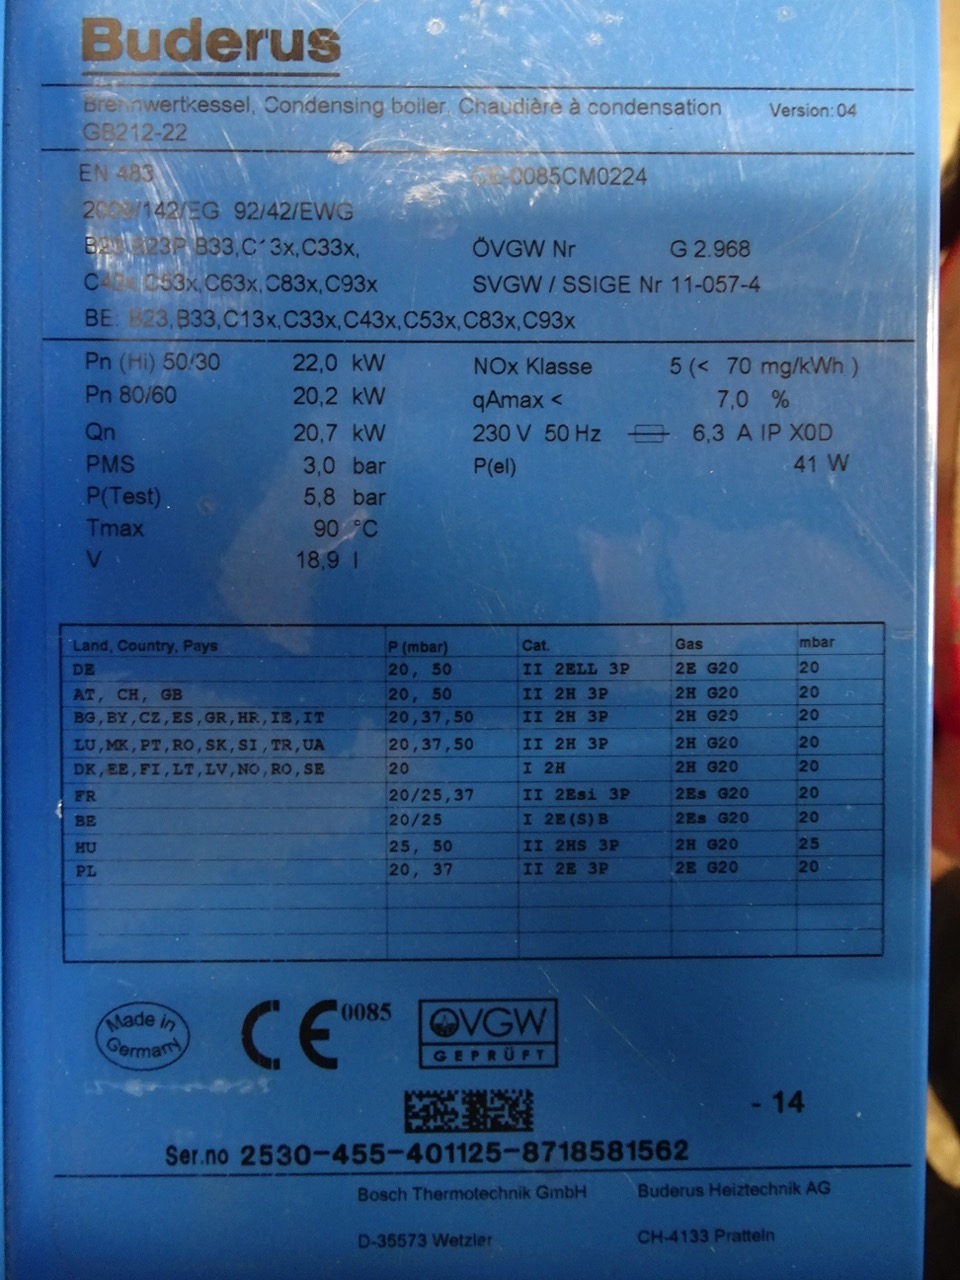 Buderus
Brennwertkessel, Condensing boiler, Chaudière à condensation Version: 04
GB212-22
EN 483 CE-0085CM0224
2009/142/EG 92/42/EWG
B23,B23P,B33,C13x,C33x, ÖVGW Nr G 2.968
C43x,C53x,C63x,C83x,C93x SVGW / SSIGE Nr 11-057-4
BE: B23,B33,C13x,C33x,C43x,C53x,C83x,C93x
Pn (Hi) 50/30 22,0 kW NOx Klasse 5 (< 70 mg/kWh )
Pn 80/60 20,2 kW qAmax < 7,0 %
Qn 20,7 kW 230 V 50 Hz 6,3 A IP X0D
PMS 3,0 bar P(el) 41 W
P(Test) 5,8 bar
Tmax 90 °C
V 18,9 l
Land, Country, Pays P (mbar) Cat. Gas mbar
DE 20, 50 II 2ELL 3P 2E G20 20
AT, CH, GB 20, 50 II 2H 3P 2H G20 20
BG,BY,CZ,ES,GR,HR,IE,IT 20,37,50 II 2H 3P 2H G20 20
LU,MK,PT,RO,SK,SI,TR,UA 20,37,50 II 2H 3P 2H G20 20
DK,EE,FI,LT,LV,NO,RO,SE 20 I 2H 2H G20 20
FR 20/25,37 II 2Esi 3P 2Es G20 20
BE 20/25 I 2E(S)B 2Es G20 20
HU 25, 50 II 2HS 3P 2H G20 25
PL 20, 37 II 2E 3P 2E G20 20
Made in Germany CE 0085 ÖVGW
GEPRÜFT
- 14
Ser.no 2530-455-401125-8718581562
Bosch Thermotechnik GmbH Buderus Heiztechnik AG
D-35573 Wetzlar CH-4133 Pratteln